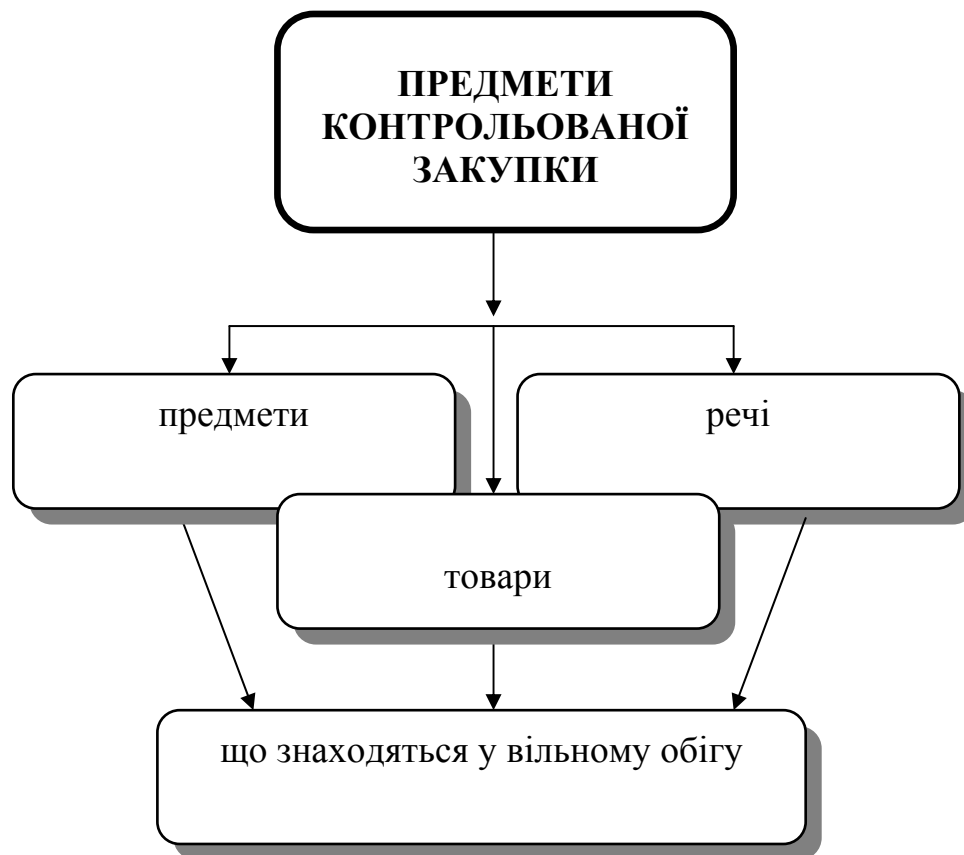 ПРЕДМЕТИ
КОНТРОЛЬОВАНОЇ
ЗАКУПКИ
предмети
речі
товари
що знаходяться у вільному обігу